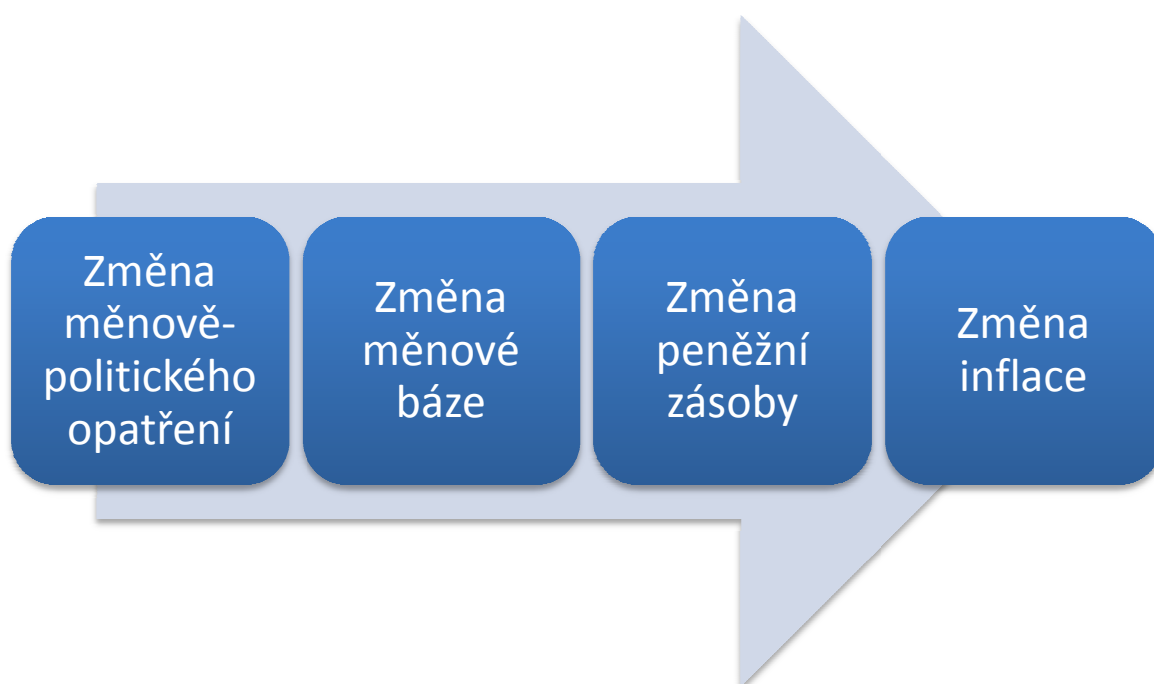 Změna
měnově-
politického
opatření
Změna
měnové
báze
Změna
peněžní
zásoby
Změna
inflace